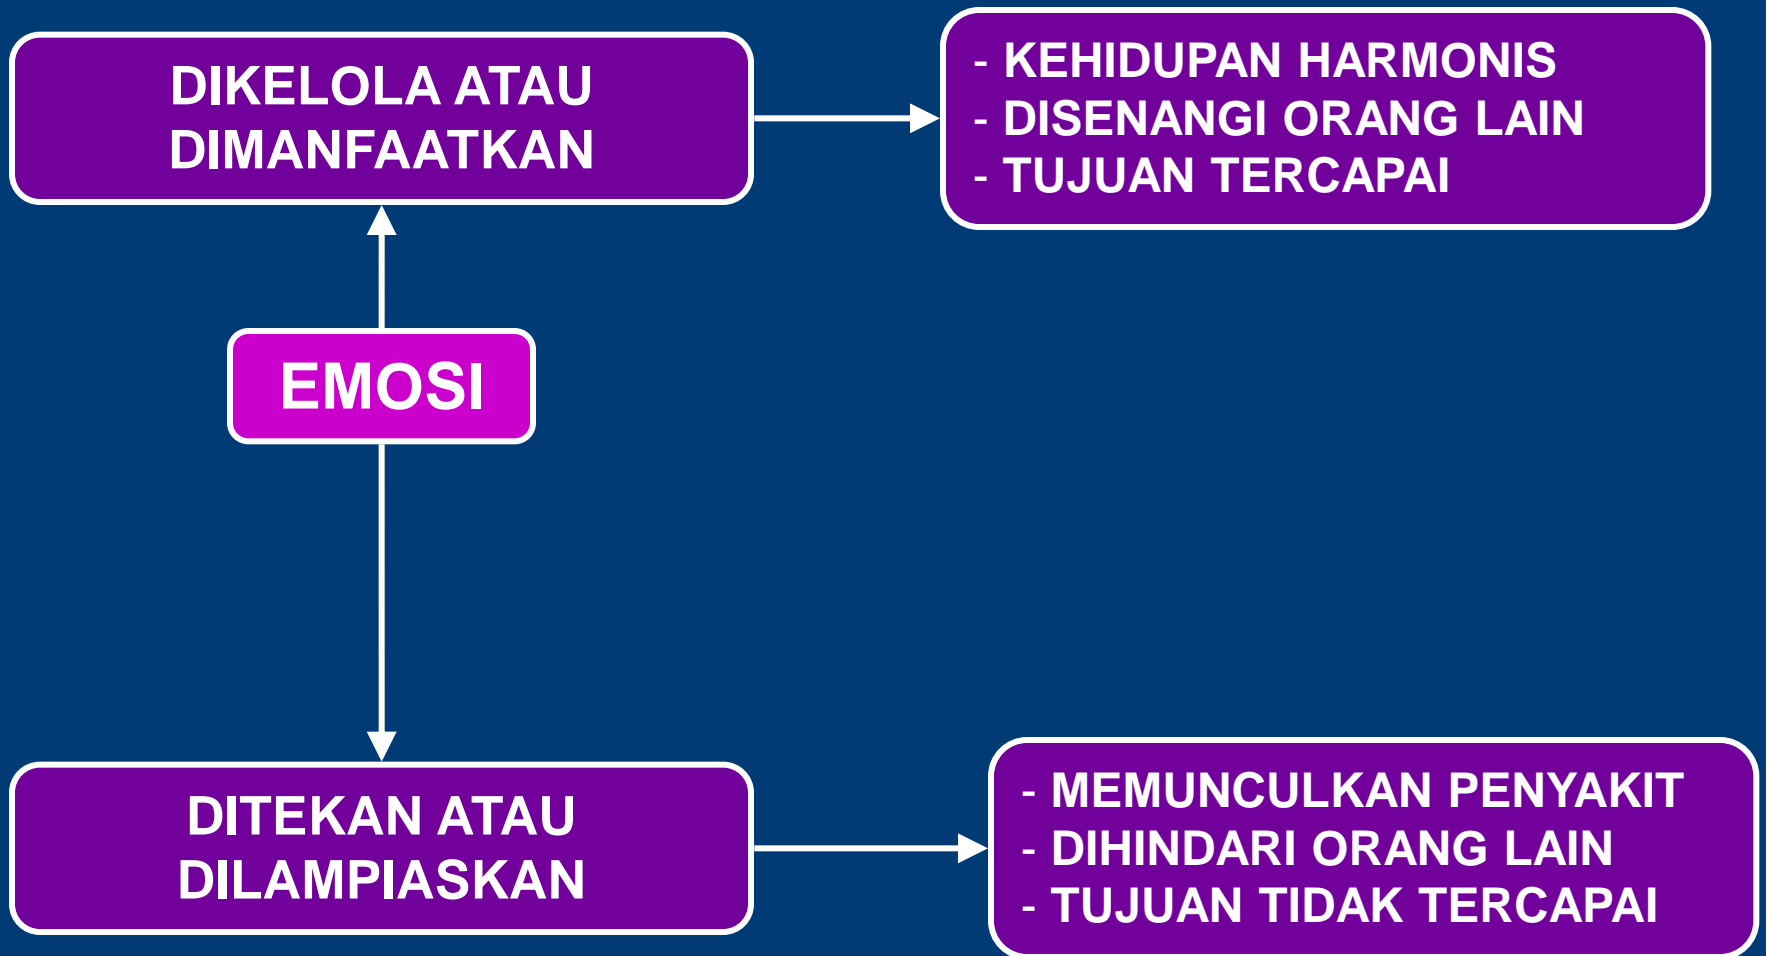 DIKELOLA ATAU
DIMANFAATKAN
- KEHIDUPAN HARMONIS
- DISENANGI ORANG LAIN
- TUJUAN TERCAPAI
EMOSI
DITEKAN ATAU
DILAMPIASKAN
- MEMUNCULKAN PENYAKIT
- DIHINDARI ORANG LAIN
- TUJUAN TIDAK TERCAPAI